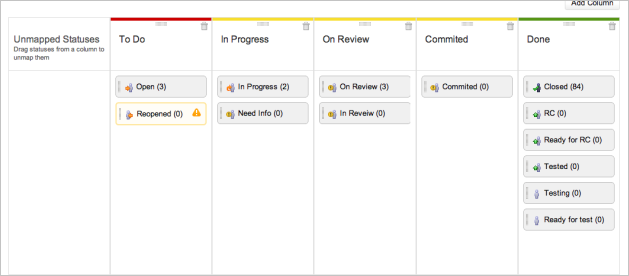 Add Column
Unmapped Statuses
Drag statuses from a column to
unmap them
To Do
In Progress
On Review
Commited
Done
Open (3)
Reopened (0)
In Progress (2)
Need Info (0)
On Review (3)
In Reveiw (0)
Commited (0)
Closed (84)
RC (0)
Ready for RC (0)
Tested (0)
Testing (0)
Ready for test (0)